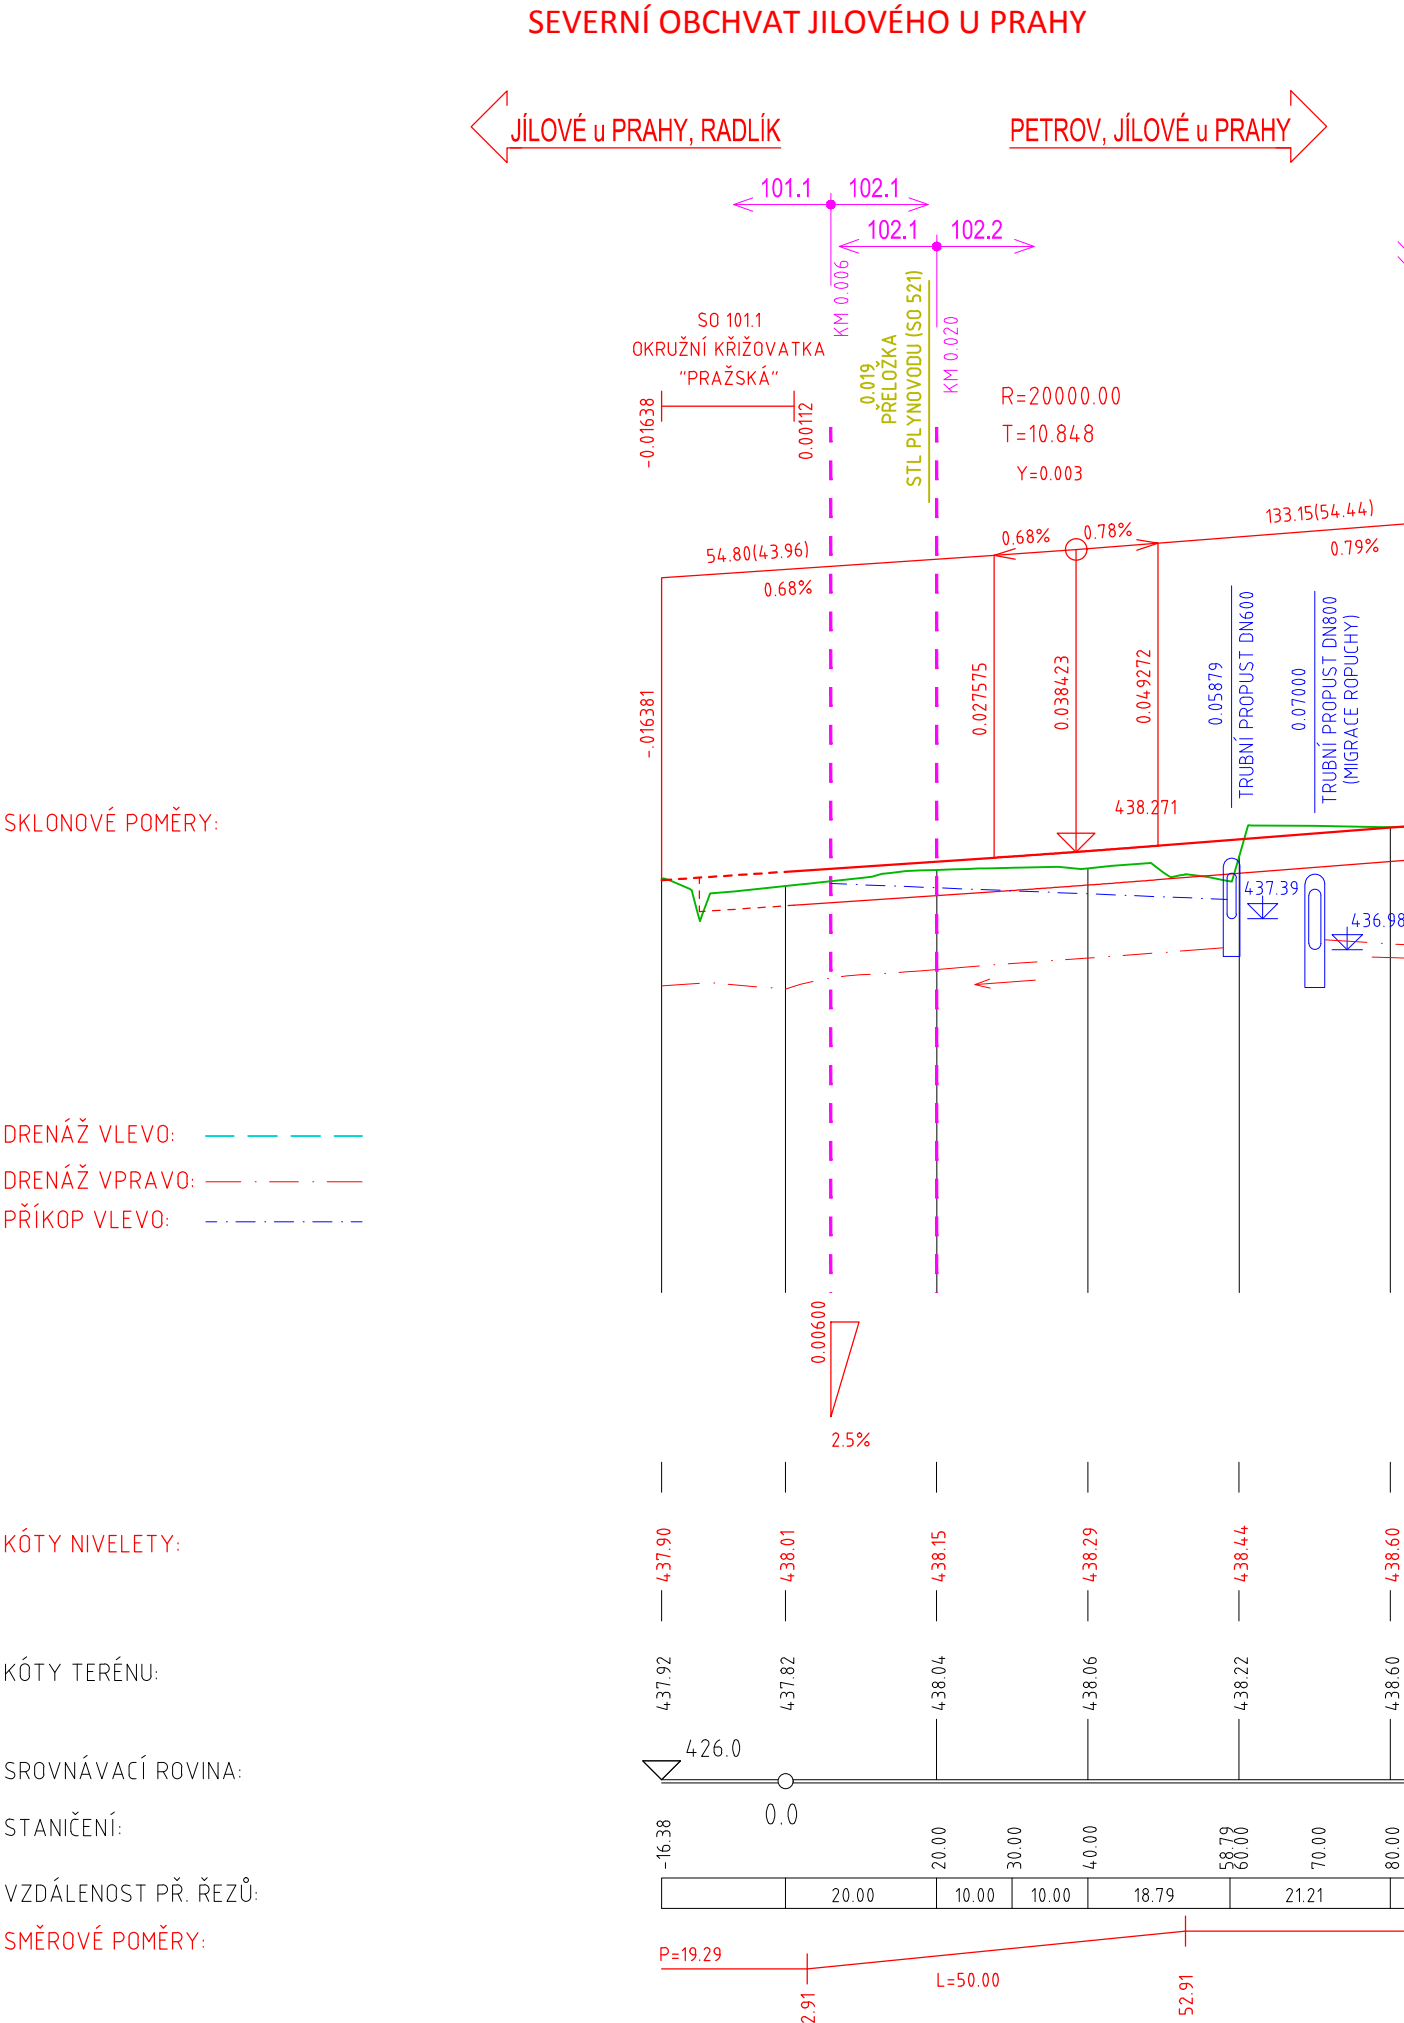 SEVERNÍ OBCHVAT JILOVÉHO U PRAHY
JÍLOVÉ u PRAHY, RADLÍK
PETROV, JÍLOVÉ u PRAHY
101.1
102.1
102.1
102.2
KM 0.006
KM 0.020
0.019
PŘELOŽKA
STL PLYNOVODU (SO 521)
SO 101.1
OKRUŽNÍ KŘIŽOVATKA
"PRAŽSKÁ"
-0.01638
0.00112
R=20000.00
T=10.848
Y=0.003
54.80(43.96)
0.68%
0.68%
0.78%
133.15(54.44)
0.79%
-.016381
0.027575
0.038423
0.049272
438.271
0.05879
TRUBNÍ PROPUST DN600
0.07000
TRUBNÍ PROPUST DN800
(MIGRACE ROPUCHY)
437.39
436.98
SKLONOVÉ POMĚRY:
DRENÁŽ VLEVO:
DRENÁŽ VPRAVO:
PŘÍKOP VLEVO:
0.00600
2.5%
KÓTY NIVELETY:
437.90
438.01
438.15
438.29
438.44
438.60
KÓTY TERÉNU:
437.92
437.82
438.04
438.06
438.22
438.60
SROVNÁVACÍ ROVINA:
426.0
STANIČENÍ:
0.0
-16.38
20.00
30.00
40.00
58.79
60.00
70.00
80.00
VZDÁLENOST PŘ. ŘEZŮ:
20.00
10.00
10.00
18.79
21.21
SMĚROVÉ POMĚRY:
P=19.29
2.91
L=50.00
52.91